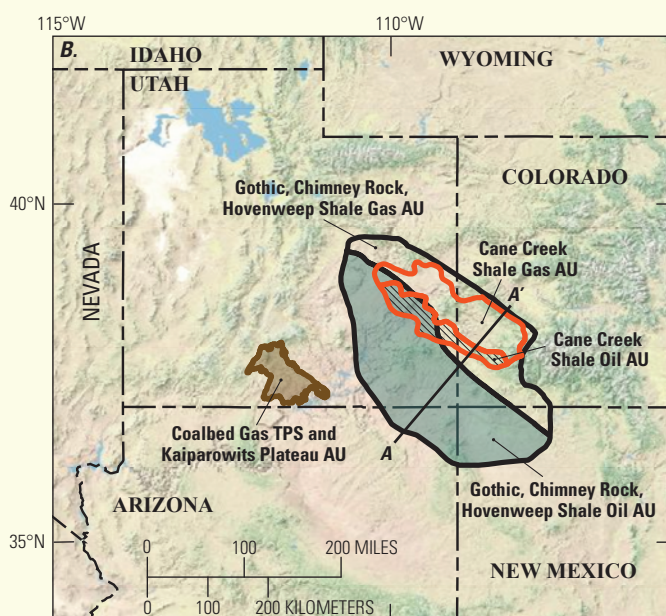 115°W
110°W
B.
IDAHO
WYOMING
UTAH
COLORADO
40°N
Gothic, Chimney Rock,
Hovenweep Shale Gas AU
Cane Creek
Shale Gas AU
NEVADA
A'
Cane Creek
Shale Oil AU
Coalbed Gas TPS and
Kaiparowits Plateau AU
A
Gothic, Chimney Rock,
Hovenweep Shale Oil AU
ARIZONA
35°N
0 100 200 MILES
0 100 200 KILOMETERS
NEW MEXICO